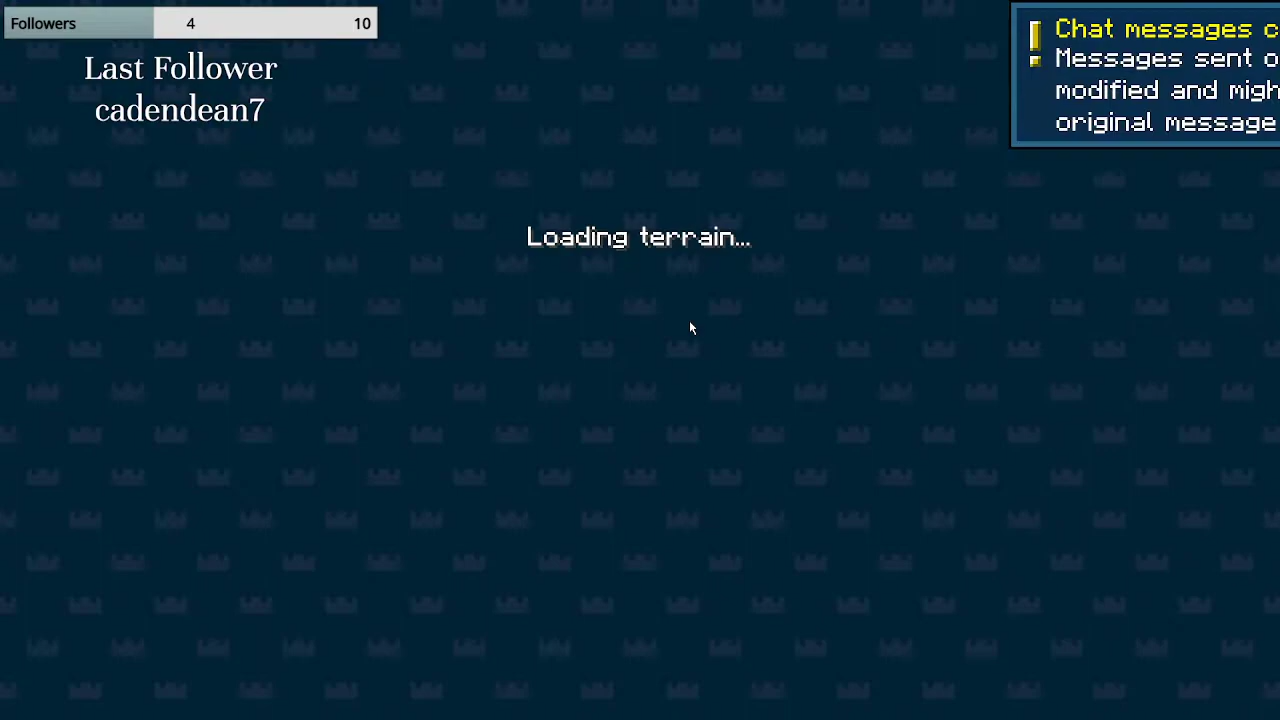 Followers 4 10
Last Follower
cadendean7
Chat messages c
Messages sent o
modified and migh
original message
Loading terrain...